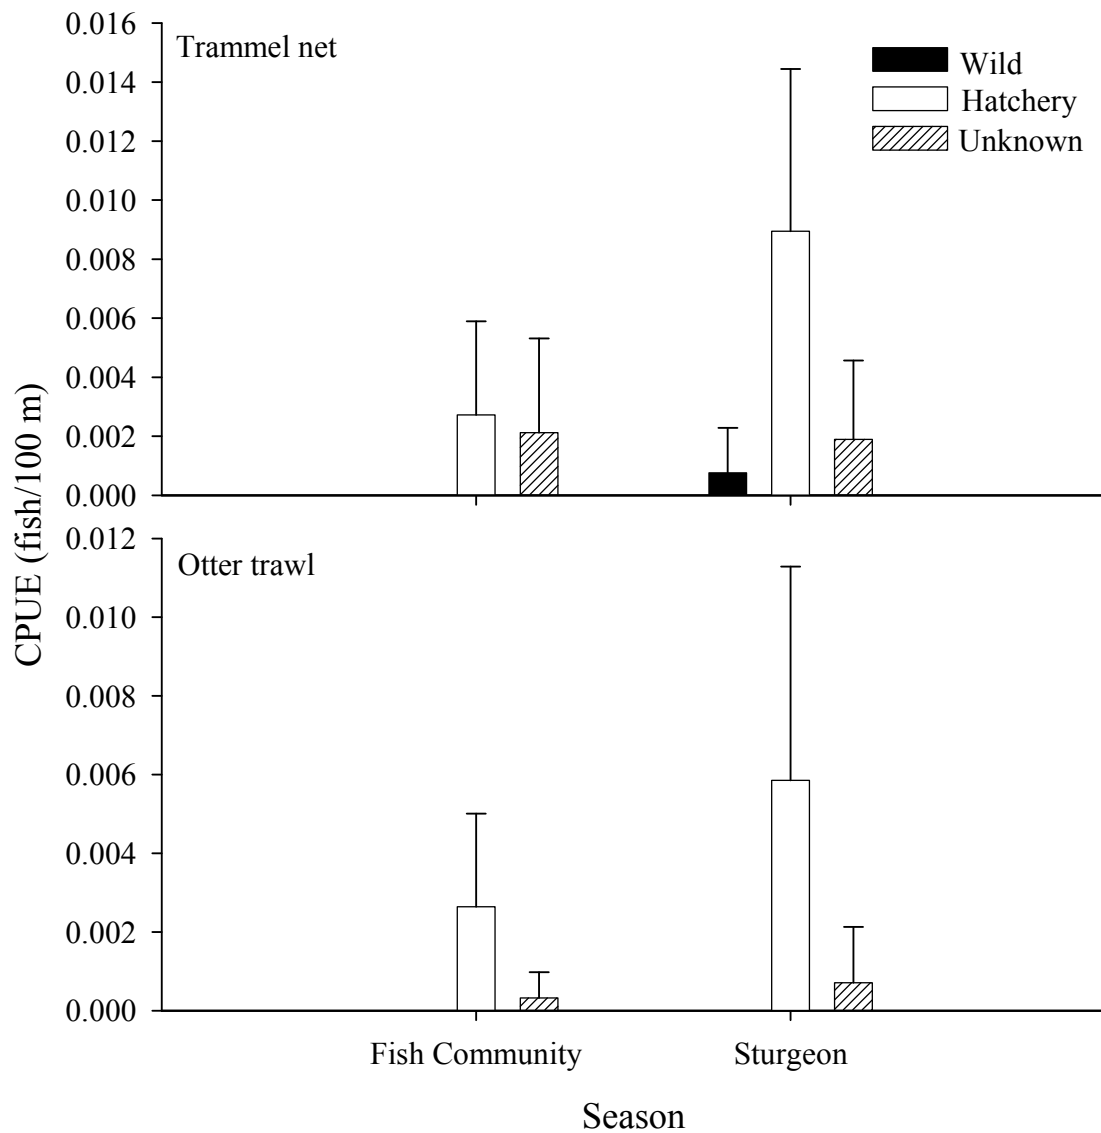 0.016
Trammel net
Wild
0.014
Hatchery
0.012
Unknown
0.010
0.008
0.006
0.004
0.002
0.000
CPUE (fish/100 m)
0.012
Otter trawl
0.010
0.008
0.006
0.004
0.002
0.000
Fish Community
Sturgeon
Season